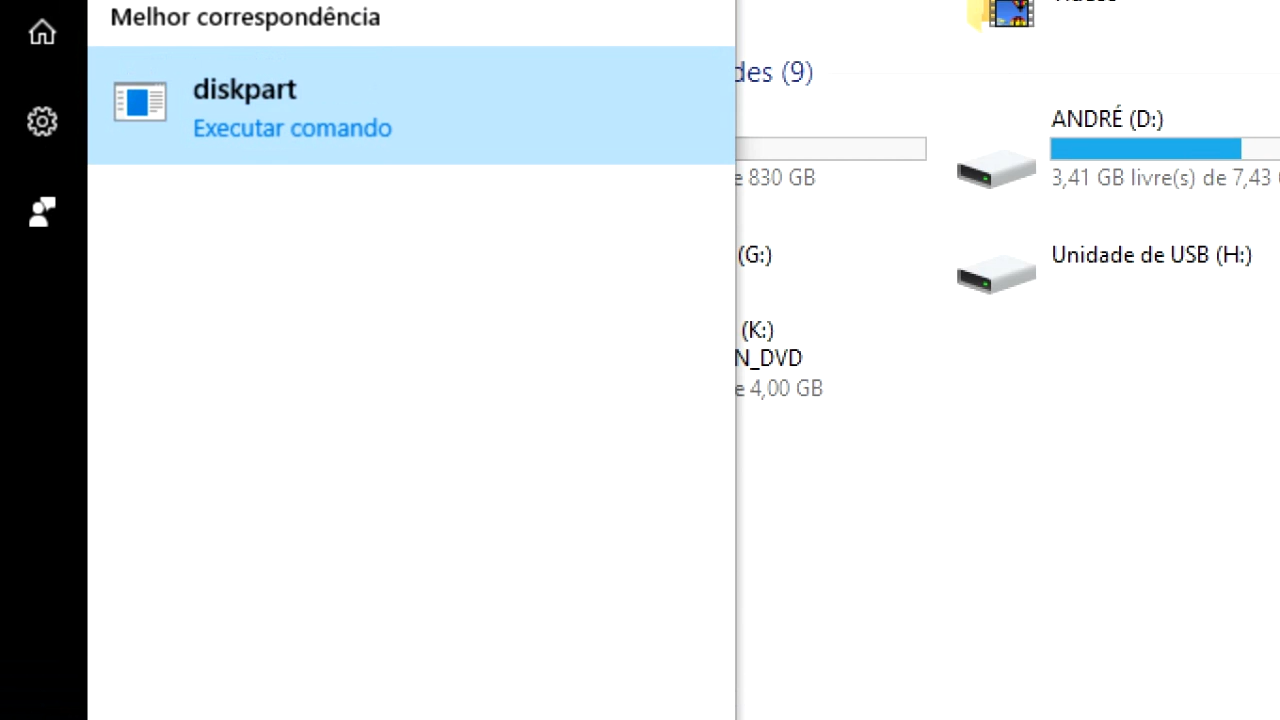 Melhor correspondência
diskpart
Executar comando
des (9)
e 830 GB
ANDRÉ (D:)
3,41 GB livre(s) de 7,43
(G:)
Unidade de USB (H:)
(K:)
N_DVD
e 4,00 GB